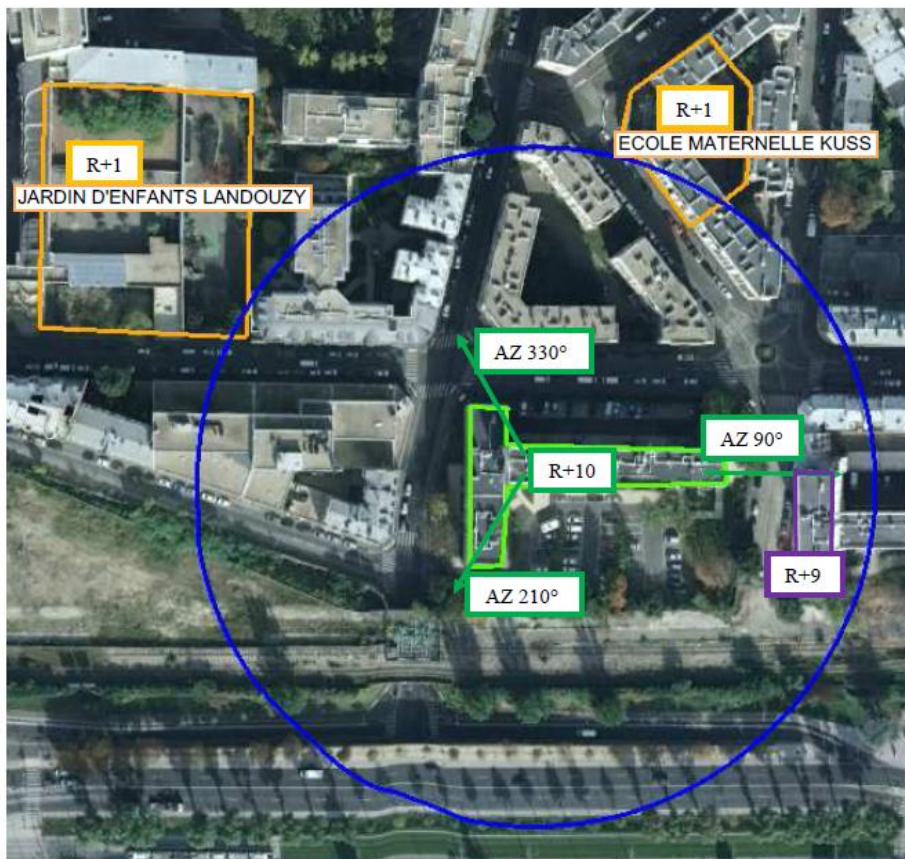 R+1
ECOLE MATERNELLE KUSS
R+1
JARDIN D'ENFANTS LANDOUZY
AZ 330°
AZ 90°
R+10
R+9
AZ 210°